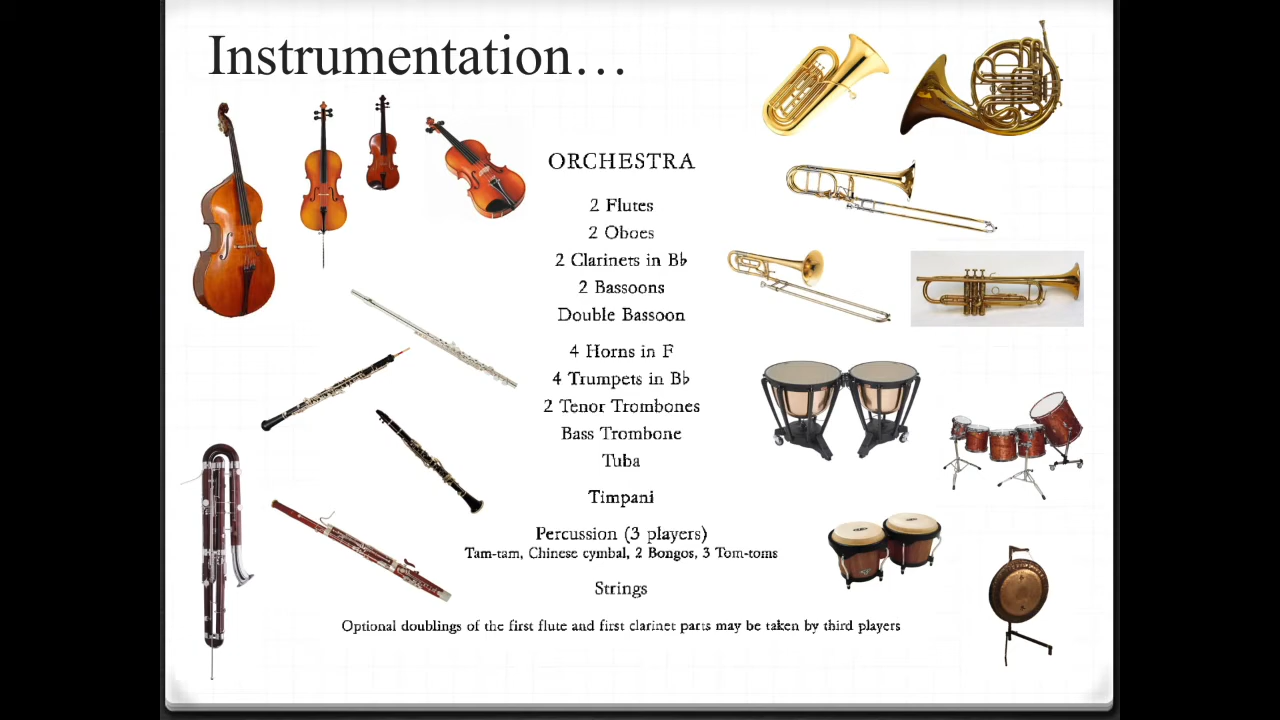 Instrumentation…
ORCHESTRA
2 Flutes
2 Oboes
2 Clarinets in B♭
2 Bassoons
Double Bassoon
4 Horns in F
4 Trumpets in B♭
2 Tenor Trombones
Bass Trombone
Tuba
Timpani
Percussion (3 players)
Tam-tam, Chinese cymbal, 2 Bongos, 3 Tom-toms
Strings
Optional doublings of the first flute and first clarinet parts may be taken by third players